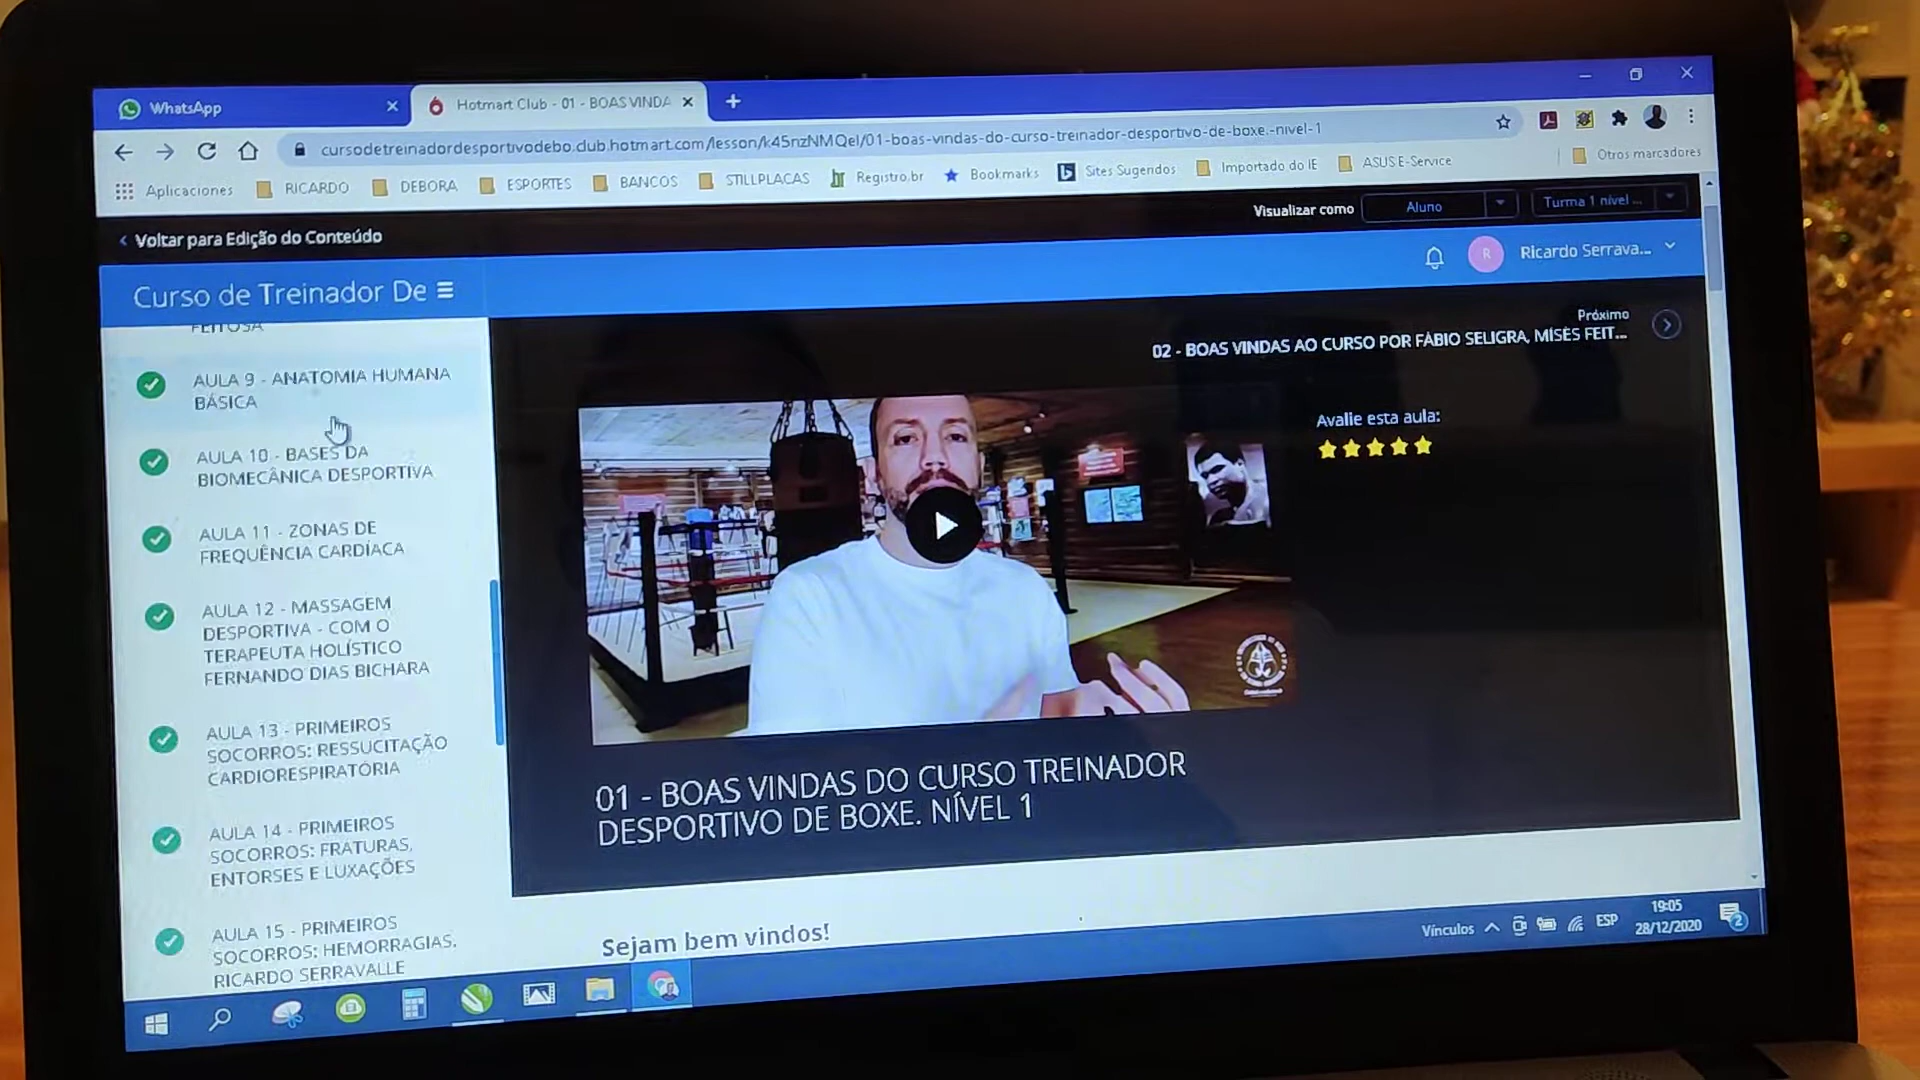 WhatsApp
Hotmart Club - 01 - BOAS VINDA
cursodetreinadordesportivodebo.club.hotmart.com/lesson/k45nzNMQel/01-boas-vindas-do-curso-treinador-desportivo-de-boxe.-nivel-1
Aplicaciones
RICARDO
DEBORA
ESPORTES
BANCOS
STILLPLACAS
Registro.br
Bookmarks
Sites Sugeridos
Importado do IE
ASUS E-Service
Otros marcadores
Voltar para Edição do Conteúdo
Visualizar como
Aluno
Turma 1 nível ...
Curso de Treinador De
R
Ricardo Serrava...
FEITOSA
AULA 9 - ANATOMIA HUMANA
BÁSICA
AULA 10 - BASES DA
BIOMECÂNICA DESPORTIVA
AULA 11 - ZONAS DE
FREQUÊNCIA CARDÍACA
AULA 12 - MASSAGEM
DESPORTIVA - COM O
TERAPEUTA HOLÍSTICO
FERNANDO DIAS BICHARA
AULA 13 - PRIMEIROS
SOCORROS: RESSUCITAÇÃO
CARDIORESPIRATÓRIA
AULA 14 - PRIMEIROS
SOCORROS: FRATURAS,
ENTORSES E LUXAÇÕES
AULA 15 - PRIMEIROS
SOCORROS: HEMORRAGIAS.
RICARDO SERRAVALLE
Próximo
02 - BOAS VINDAS AO CURSO POR FÁBIO SELIGRA, MISES FEIT...
Avalie esta aula:
01 - BOAS VINDAS DO CURSO TREINADOR
DESPORTIVO DE BOXE. NÍVEL 1
Sejam bem vindos!
Vínculos
ESP
19:05
28/12/2020
2